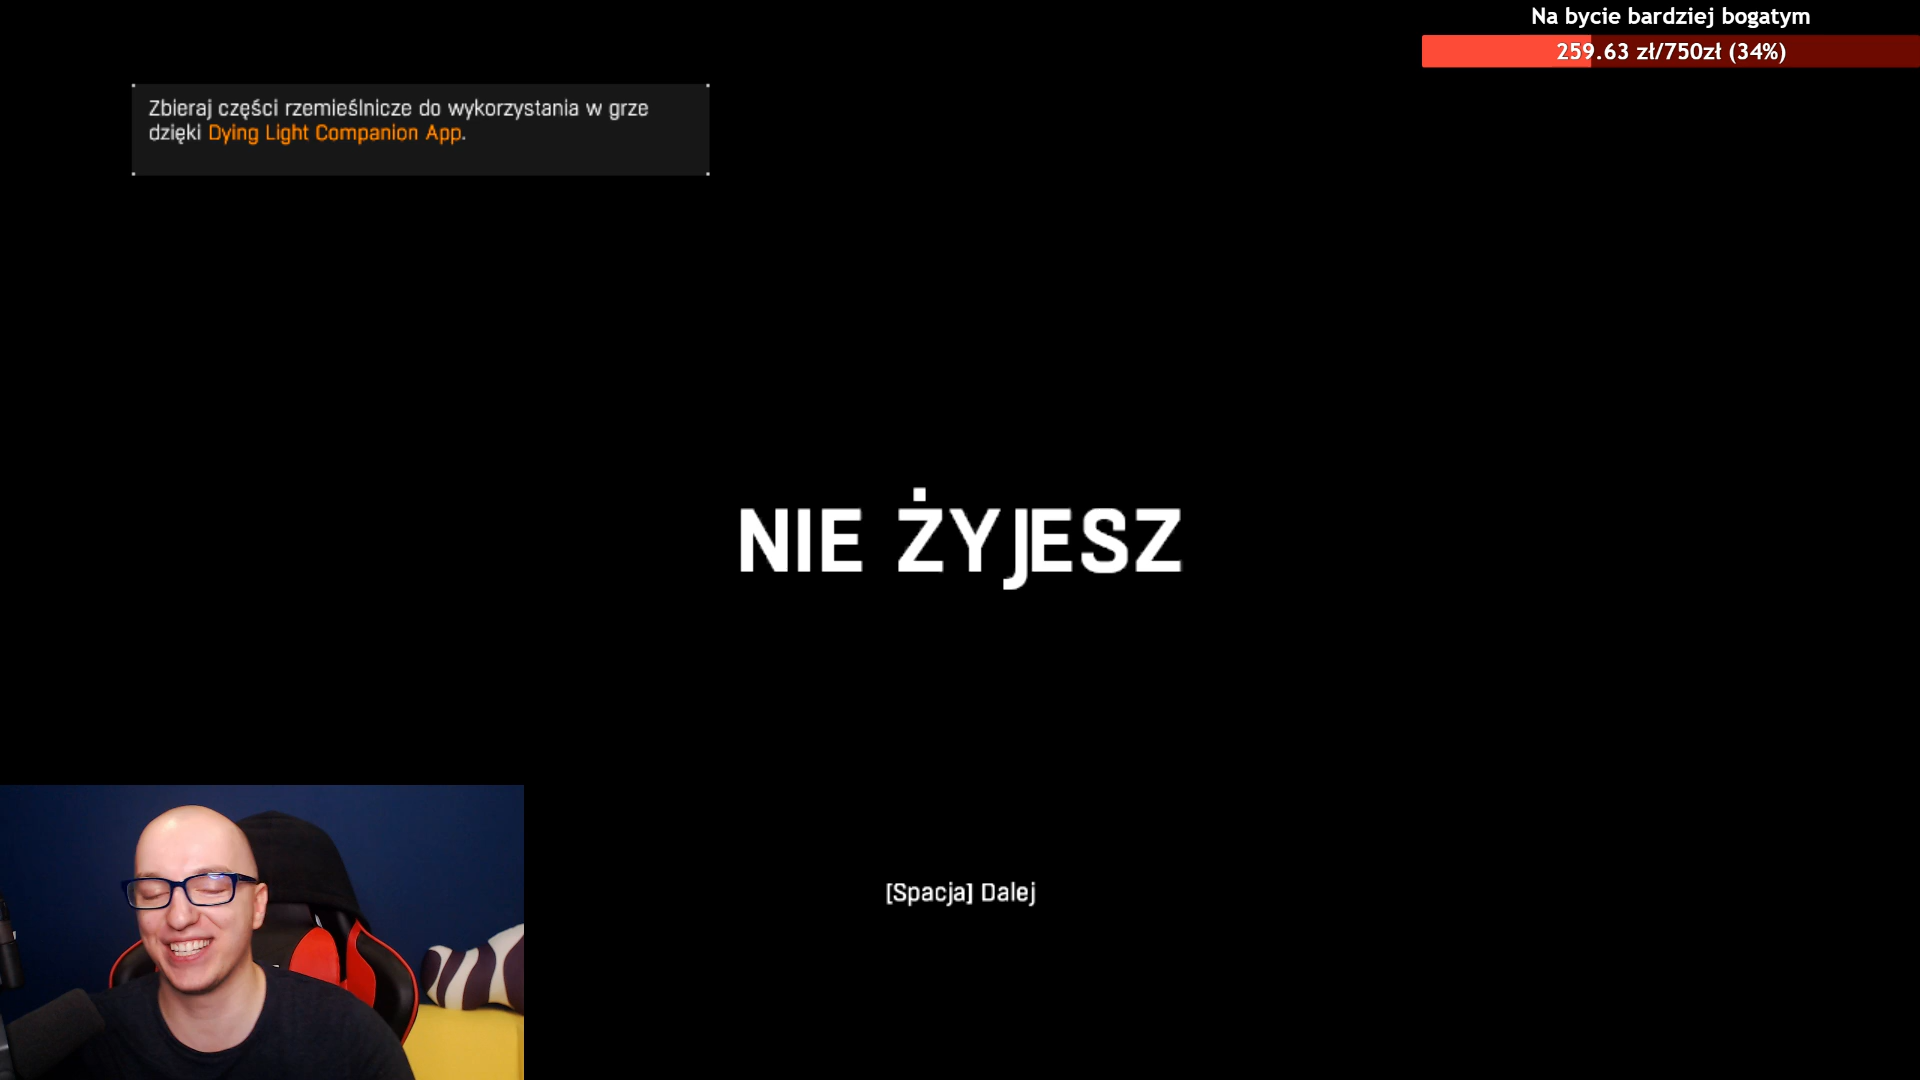 Na bycie bardziej bogatym
259.63 zł/750zł (34%)
Zbieraj części rzemieślnicze do wykorzystania w grze
dzięki Dying Light Companion App.
NIE ŻYJESZ
[Spacja] Dalej